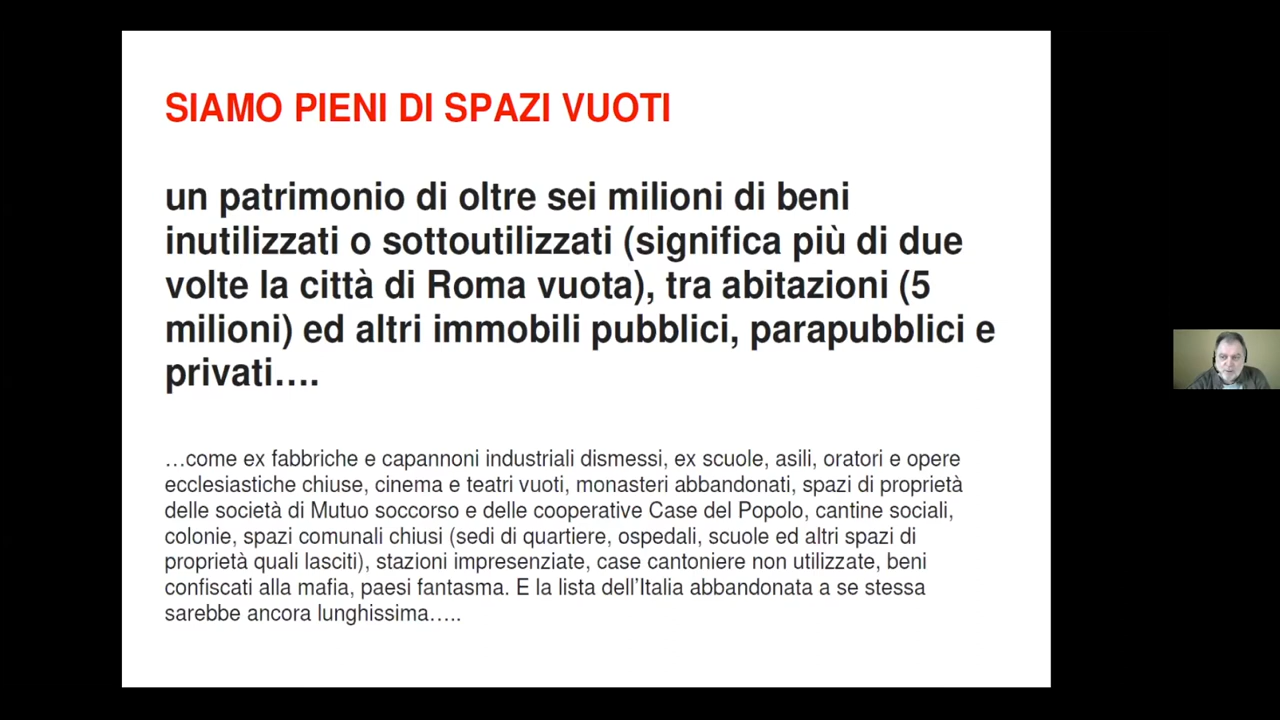 SIAMO PIENI DI SPAZI VUOTI
un patrimonio di oltre sei milioni di beni
inutilizzati o sottoutilizzati (significa più di due
volte la città di Roma vuota), tra abitazioni (5
milioni) ed altri immobili pubblici, parapubblici e
privati….
…come ex fabbriche e capannoni industriali dismessi, ex scuole, asili, oratori e opere
ecclesiastiche chiuse, cinema e teatri vuoti, monasteri abbandonati, spazi di proprietà
delle società di Mutuo soccorso e delle cooperative Case del Popolo, cantine sociali,
colonie, spazi comunali chiusi (sedi di quartiere, ospedali, scuole ed altri spazi di
proprietà quali lasciti), stazioni impresenziate, case cantoniere non utilizzate, beni
confiscati alla mafia, paesi fantasma. E la lista dell’Italia abbandonata a se stessa
sarebbe ancora lunghissima…..